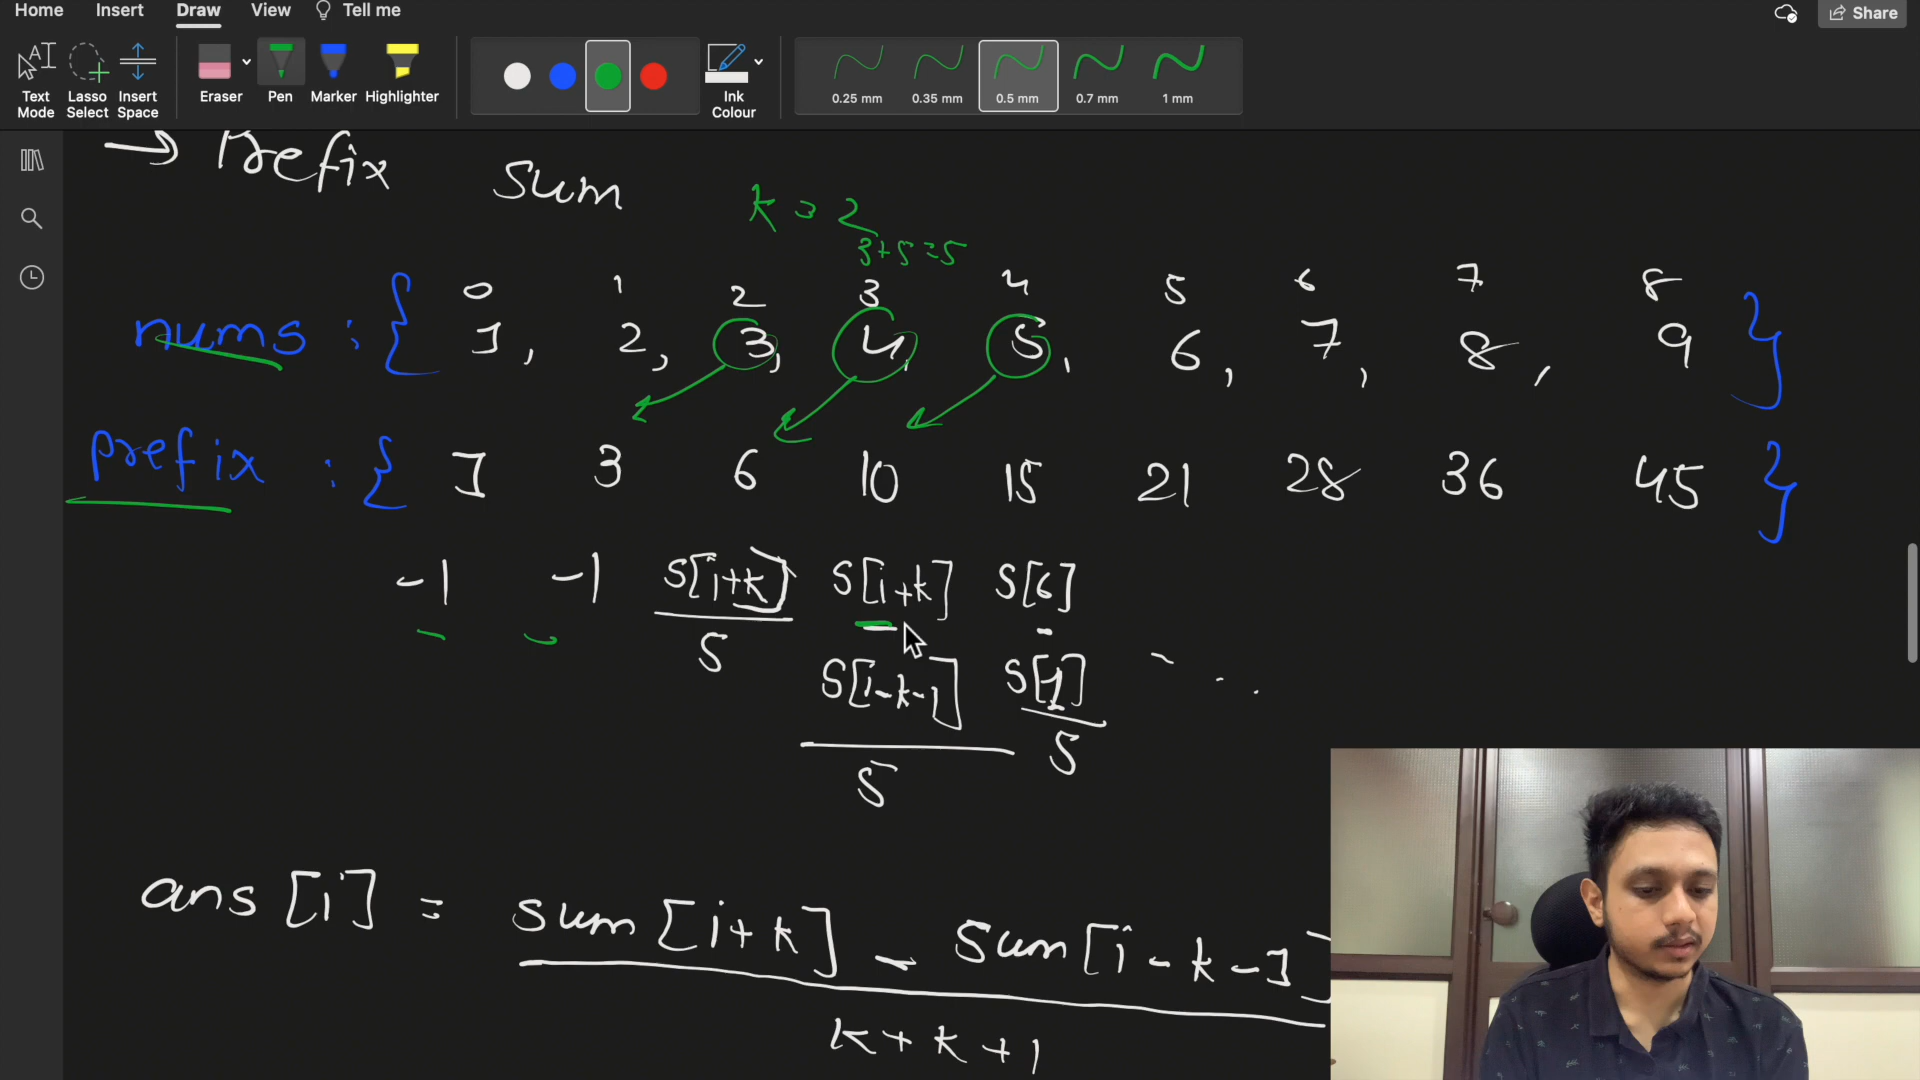 Home Insert Draw View Tell me Share
Text Mode Lasso Select Insert Space Eraser Pen Marker Highlighter Ink Colour 0.25 mm 0.35 mm 0.5 mm 0.7 mm 1 mm
→ Prefix Sum
k = 2
3+5=5
0 1 2 3 4 5 6 7 8
nums : { 1, 2, 3, 4, 5, 6, 7, 8, 9 }
prefix : { 1 3 6 10 15 21 28 36 45 }
-1 -1 S[i+k] S[i+k] S[6]
5 S[i-k-1] - S[1] - ...
5 5
ans [i] = sum [i+k] - sum [i-k-1]
k + k + 1